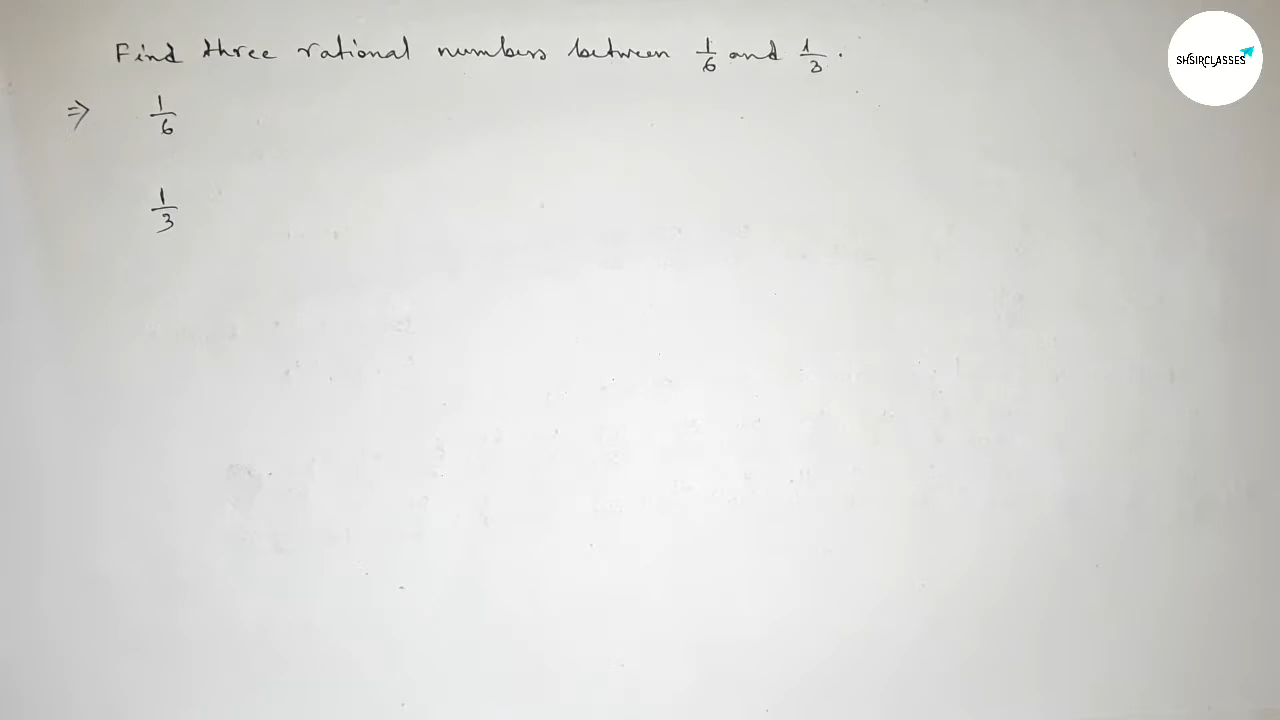 Find three rational numbers between 1/6 and 1/3.
SHSIRCLASSES
⇒ 1/6
1/3